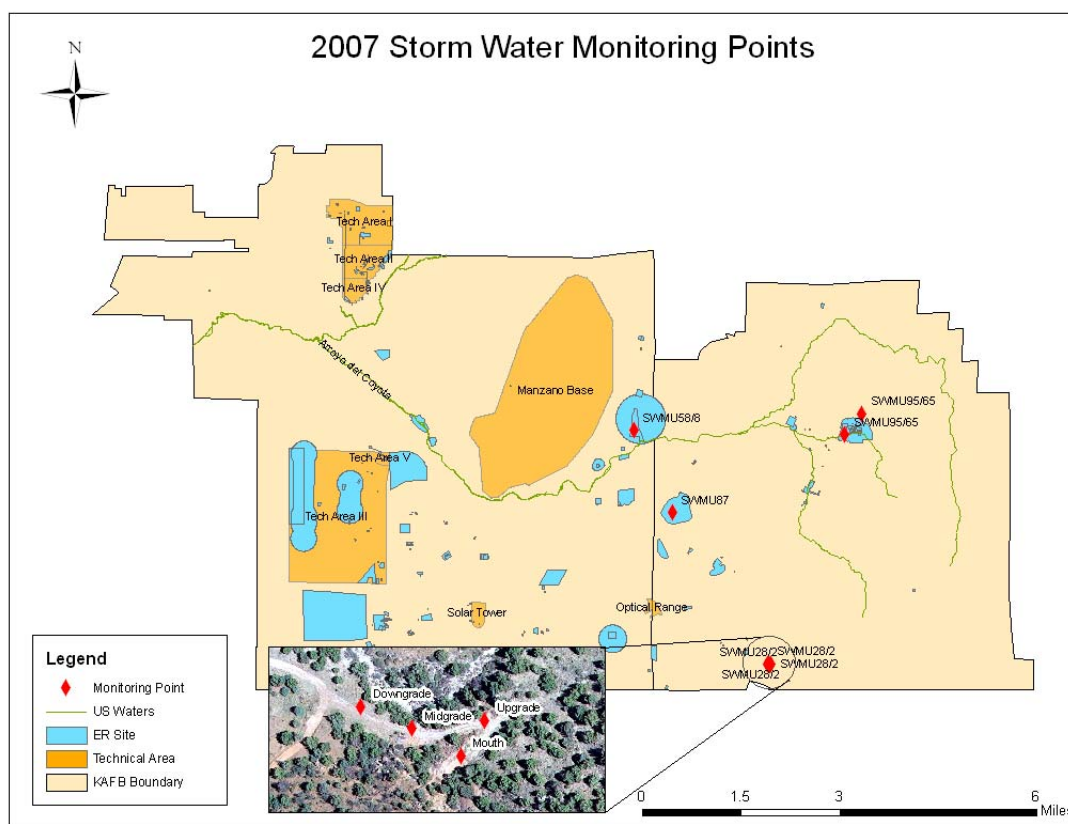 2007 Storm Water Monitoring Points
N
Tech Area I
Tech Area II
Tech Area IV
Arroyo del Coyote
Manzano Base
SWMU58/8
SWMU95/65
SWMU95/65
Tech Area V
SWMU87
Tech Area III
Solar Tower
Optical Range
SWMU28/2
SWMU28/2
SWMU28/2
SWMU28/2
Legend
Monitoring Point
US Waters
ER Site
Technical Area
KAFB Boundary
Downgrade
Midgrade
Upgrade
Mouth
0 1.5 3 6
Miles